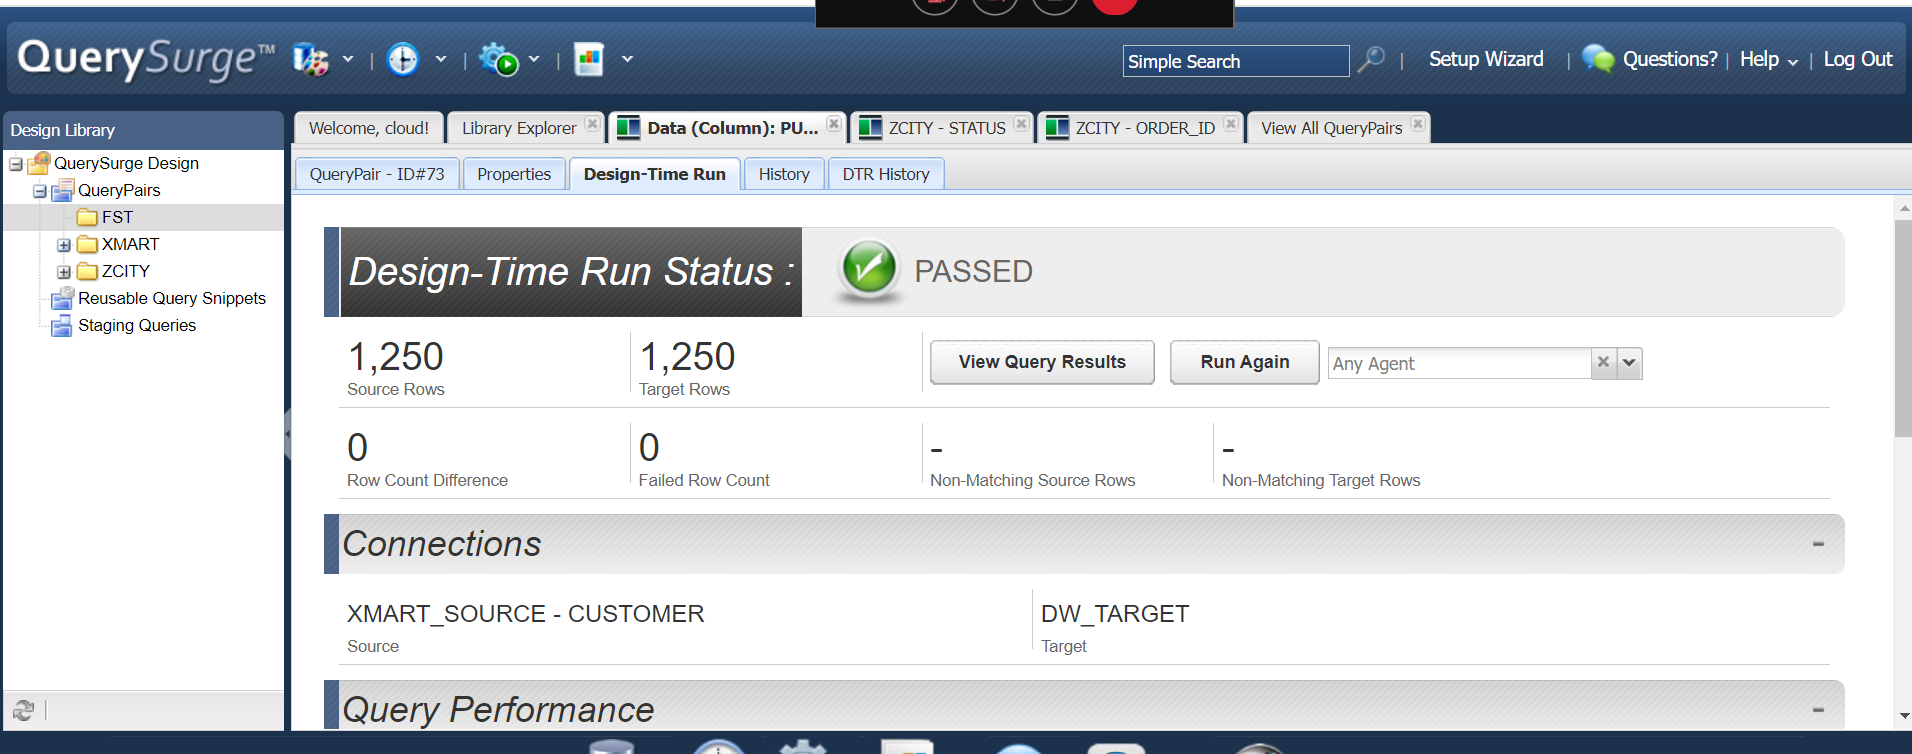 QuerySurge™
Simple Search
Setup Wizard
Questions?
Help
Log Out
Design Library
QuerySurge Design
QueryPairs
FST
XMART
ZCITY
Reusable Query Snippets
Staging Queries
Welcome, cloud!
Library Explorer
Data (Column): PU...
ZCITY - STATUS
ZCITY - ORDER_ID
View All QueryPairs
QueryPair - ID#73
Properties
Design-Time Run
History
DTR History
Design-Time Run Status :
PASSED
1,250
Source Rows
1,250
Target Rows
View Query Results
Run Again
Any Agent
0
Row Count Difference
0
Failed Row Count
-
Non-Matching Source Rows
-
Non-Matching Target Rows
Connections
XMART_SOURCE - CUSTOMER
Source
DW_TARGET
Target
Query Performance